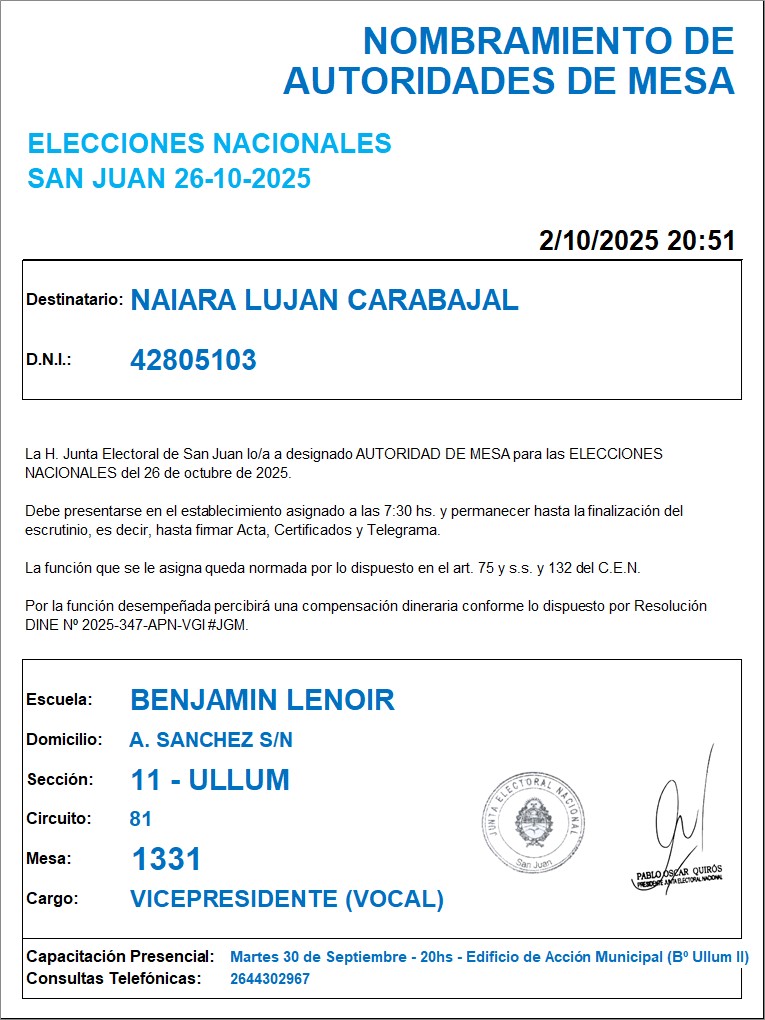 NOMBRAMIENTO DE
AUTORIDADES DE MESA
ELECCIONES NACIONALES
SAN JUAN 26-10-2025
2/10/2025 20:51
Destinatario: NAIARA LUJAN CARABAJAL
D.N.I.: 42805103
La H. Junta Electoral de San Juan lo/a a designado AUTORIDAD DE MESA para las ELECCIONES
NACIONALES del 26 de octubre de 2025.
Debe presentarse en el establecimiento asignado a las 7:30 hs. y permanecer hasta la finalización del
escrutinio, es decir, hasta firmar Acta, Certificados y Telegrama.
La función que se le asigna queda normada por lo dispuesto en el art. 75 y s.s. y 132 del C.E.N.
Por la función desempeñada percibirá una compensación dineraria conforme lo dispuesto por Resolución
DINE Nº 2025-347-APN-VGI#JGM.
Escuela: BENJAMIN LENOIR
Domicilio: A. SANCHEZ S/N
Sección: 11 - ULLUM
Circuito: 81
Mesa: 1331
Cargo: VICEPRESIDENTE (VOCAL)
JUNTA ELECTORAL NACIONAL
San Juan
PABLO OSCAR QUIRÓS
PRESIDENTE JUNTA ELECTORAL NACIONAL
Capacitación Presencial: Martes 30 de Septiembre - 20hs - Edificio de Acción Municipal (Bº Ullum II)
Consultas Telefónicas: 2644302967